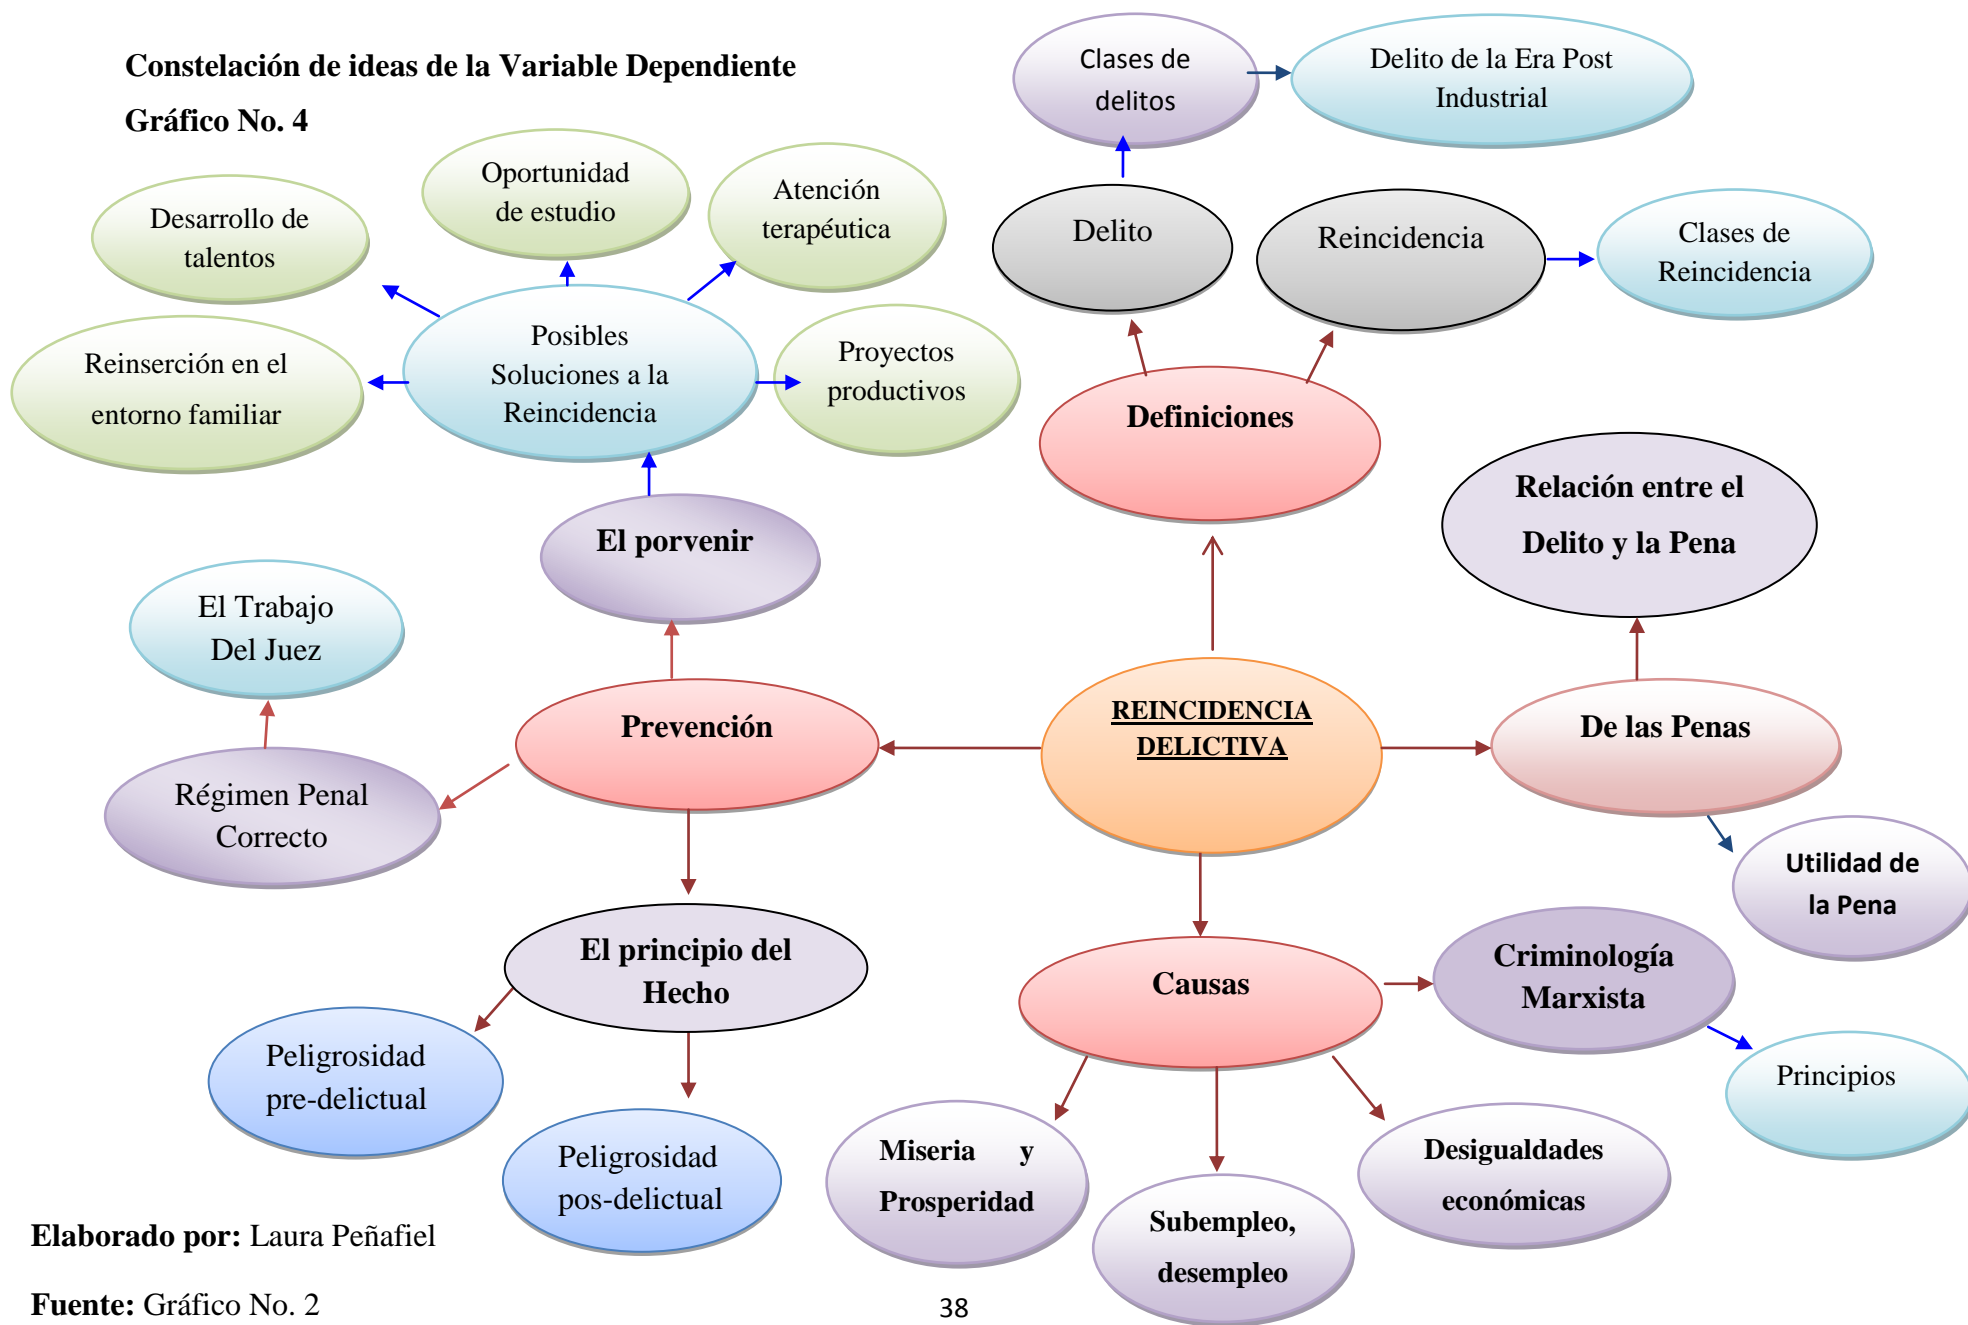 Constelación de ideas de la Variable Dependiente
Gráfico No. 4
Clases de
delitos
Delito de la Era Post
Industrial
Oportunidad
de estudio
Atención
terapéutica
Desarrollo de
talentos
Delito
Reincidencia
Clases de
Reincidencia
Posibles
Soluciones a la
Reincidencia
Reinserción en el
entorno familiar
Proyectos
productivos
Definiciones
Relación entre el
Delito y la Pena
El porvenir
El Trabajo
Del Juez
Prevención
REINCIDENCIA
DELICTIVA
De las Penas
Régimen Penal
Correcto
Utilidad de
la Pena
El principio del
Hecho
Causas
Criminología
Marxista
Peligrosidad
pre-delictual
Principios
Peligrosidad
pos-delictual
Miseria y
Prosperidad
Subempleo,
desempleo
Desigualdades
económicas
Elaborado por: Laura Peñafiel
Fuente: Gráfico No. 2
38